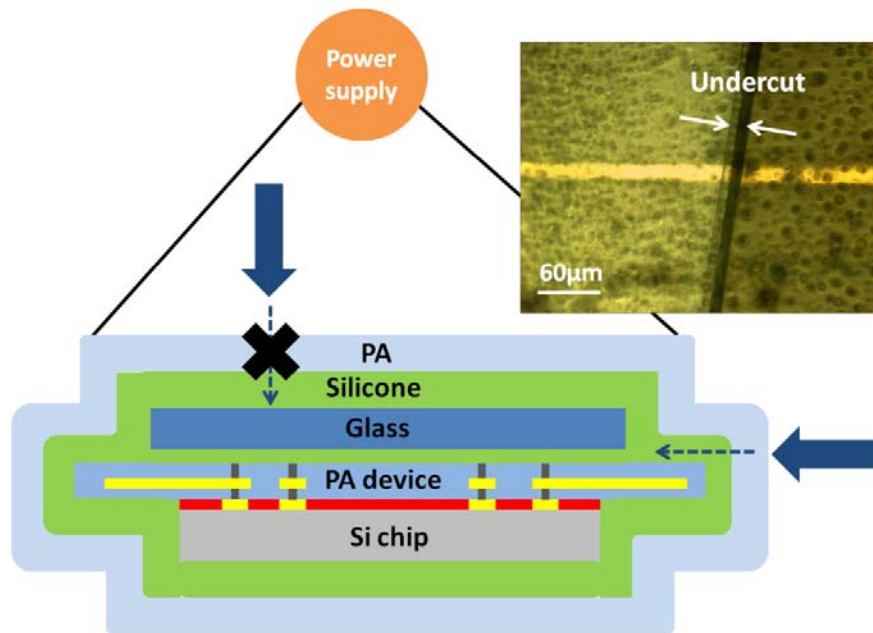 Power
supply
Undercut
60μm
PA
Silicone
Glass
PA device
Si chip